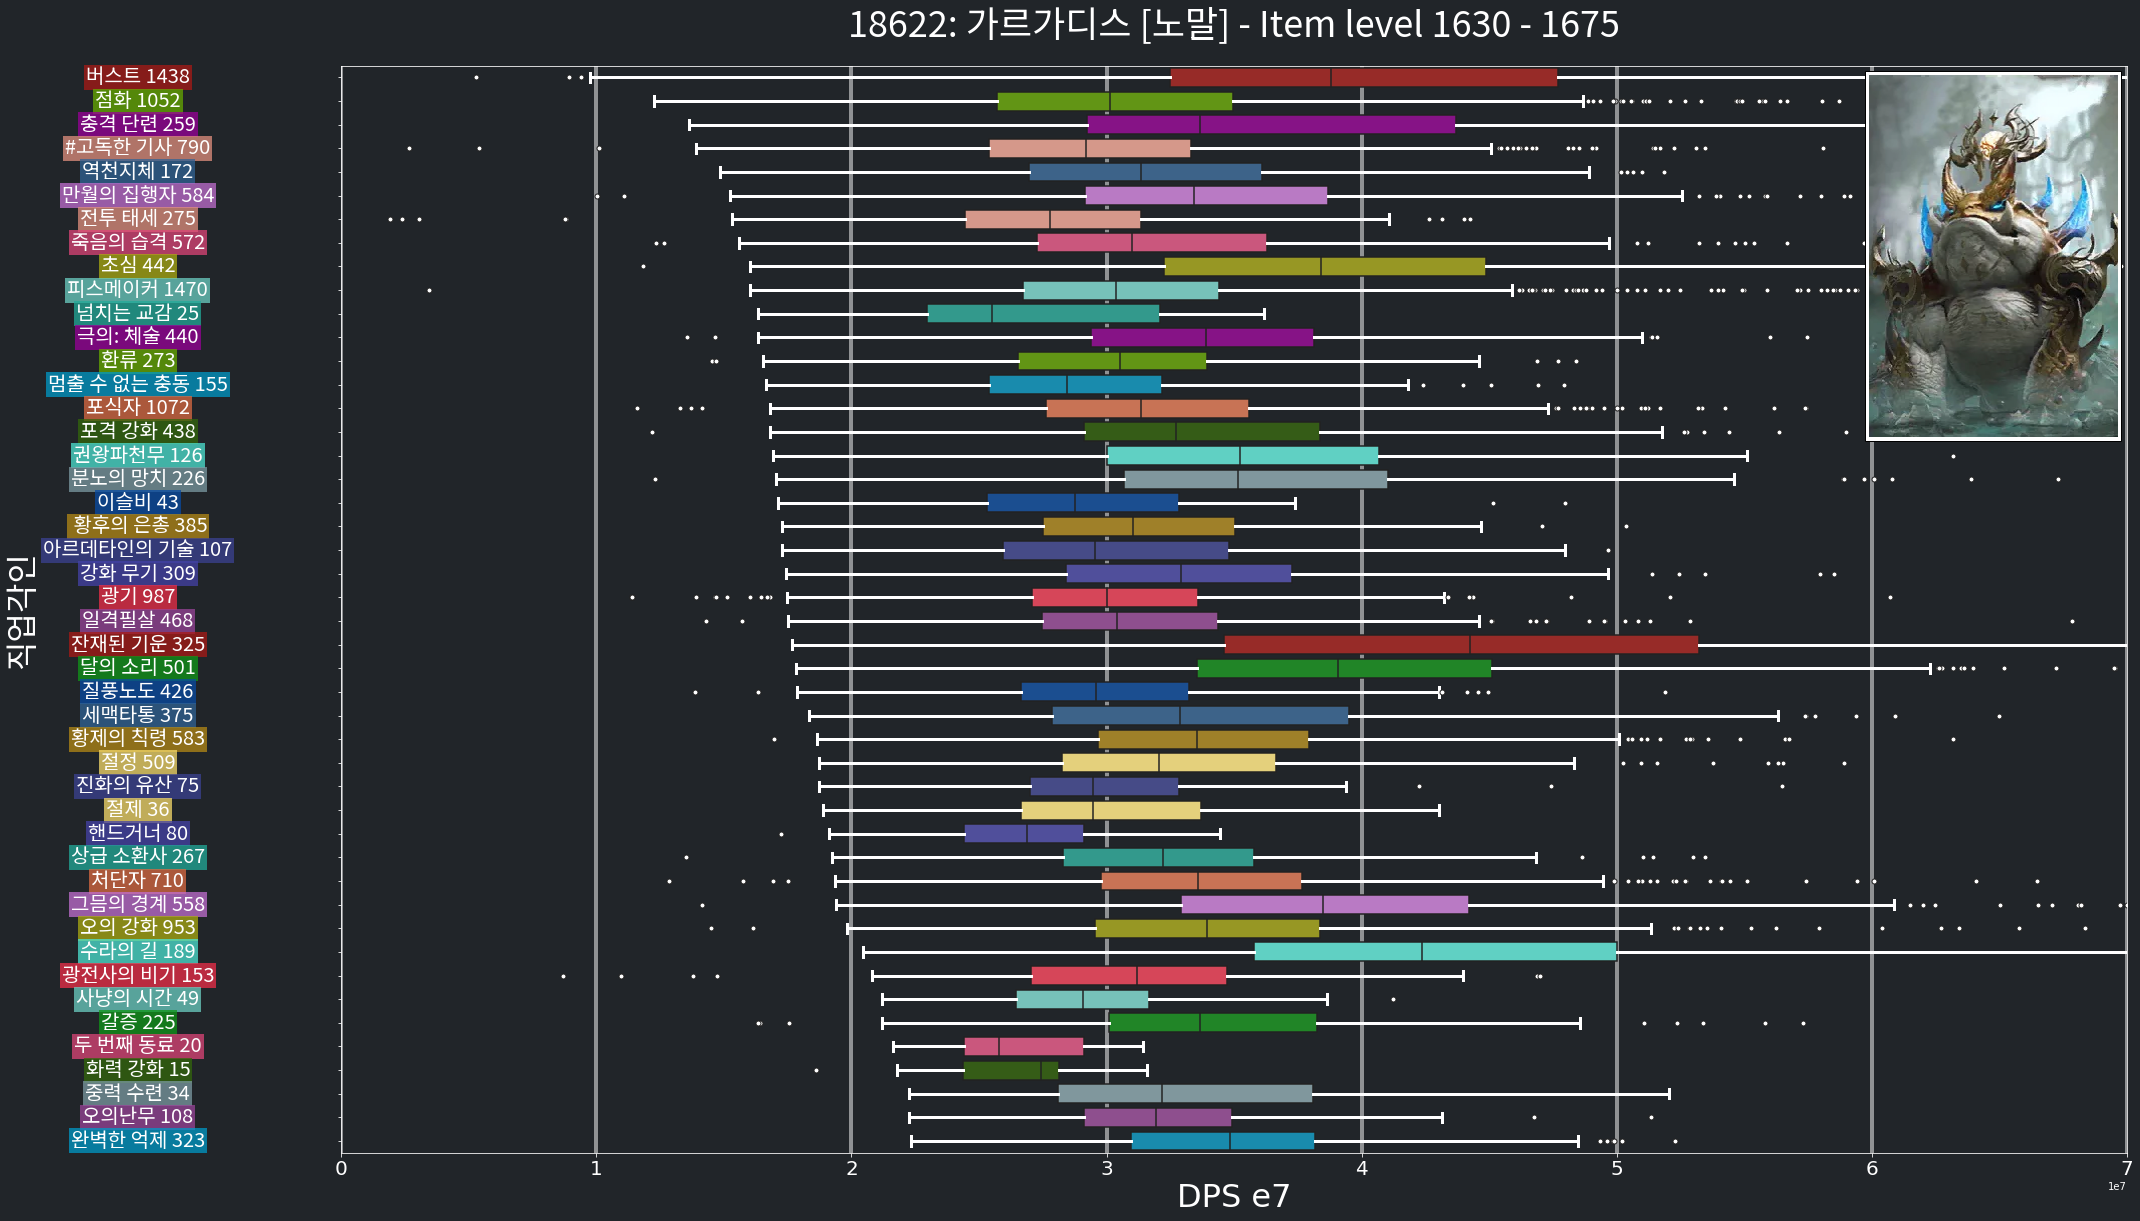 18622: 가르가디스 [노말] - Item level 1630 - 1675
버스트 1438
점화 1052
충격 단련 259
#고독한 기사 790
역천지체 172
만월의 집행자 584
전투 태세 275
죽음의 습격 572
초심 442
피스메이커 1470
넘치는 교감 25
극의: 체술 440
환류 273
멈출 수 없는 충동 155
포식자 1072
포격 강화 438
권왕파천무 126
분노의 망치 226
이슬비 43
황후의 은총 385
아르데타인의 기술 107
강화 무기 309
광기 987
일격필살 468
잔재된 기운 325
달의 소리 501
질풍노도 426
세맥타통 375
황제의 칙령 583
절정 509
진화의 유산 75
절제 36
핸드거너 80
상급 소환사 267
처단자 710
그믐의 경계 558
오의 강화 953
수라의 길 189
광전사의 비기 153
사냥의 시간 49
갈증 225
두 번째 동료 20
화력 강화 15
중력 수련 34
오의난무 108
완벽한 억제 323
직업각인
0 1 2 3 4 5 6 7
DPS e7
1e7